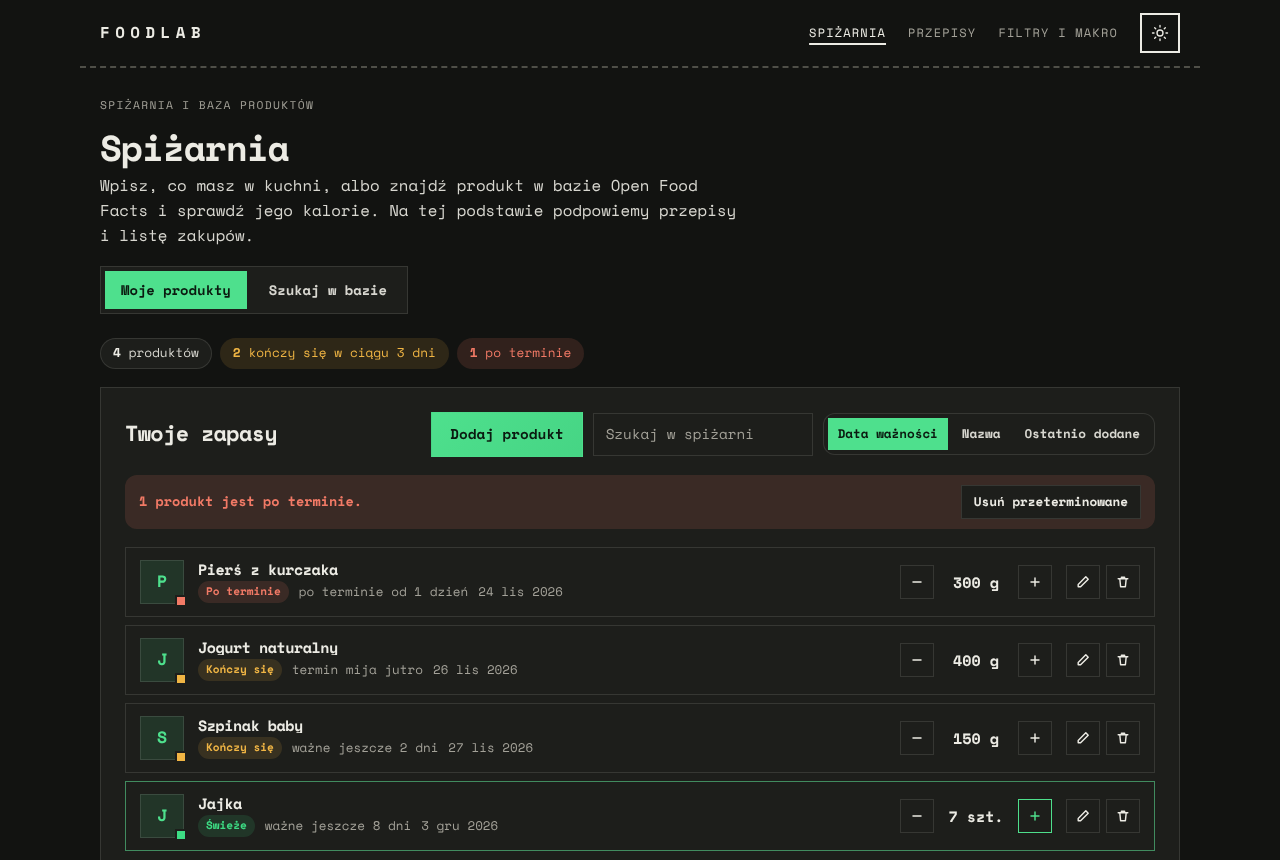 FOODLAB
SPIŻARNIA PRZEPISY FILTRY I MAKRO
SPIŻARNIA I BAZA PRODUKTÓW
Spiżarnia
Wpisz, co masz w kuchni, albo znajdź produkt w bazie Open Food
Facts i sprawdź jego kalorie. Na tej podstawie podpowiemy przepisy
i listę zakupów.
Moje produkty Szukaj w bazie
4 produktów 2 kończy się w ciągu 3 dni 1 po terminie
Twoje zapasy Dodaj produkt Szukaj w spiżarni Data ważności Nazwa Ostatnio dodane
1 produkt jest po terminie. Usuń przeterminowane
P Pierś z kurczaka
Po terminie po terminie od 1 dzień 24 lis 2026 − 300 g +
J Jogurt naturalny
Kończy się termin mija jutro 26 lis 2026 − 400 g +
S Szpinak baby
Kończy się ważne jeszcze 2 dni 27 lis 2026 − 150 g +
J Jajka
Świeże ważne jeszcze 8 dni 3 gru 2026 − 7 szt. +